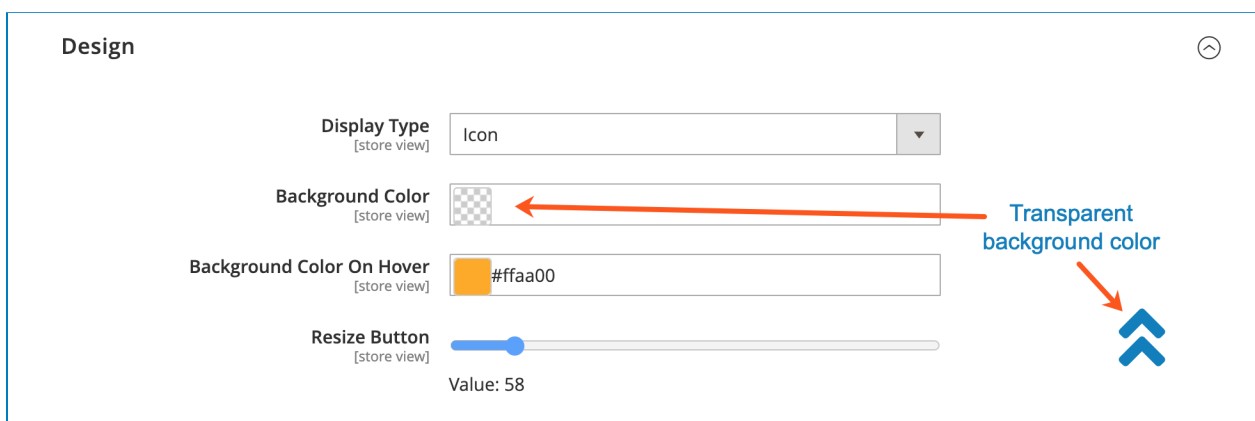 Design
Display Type
[store view]
Icon
Background Color
[store view]
Transparent
background color
Background Color On Hover
[store view]
#ffaa00
Resize Button
[store view]
Value: 58